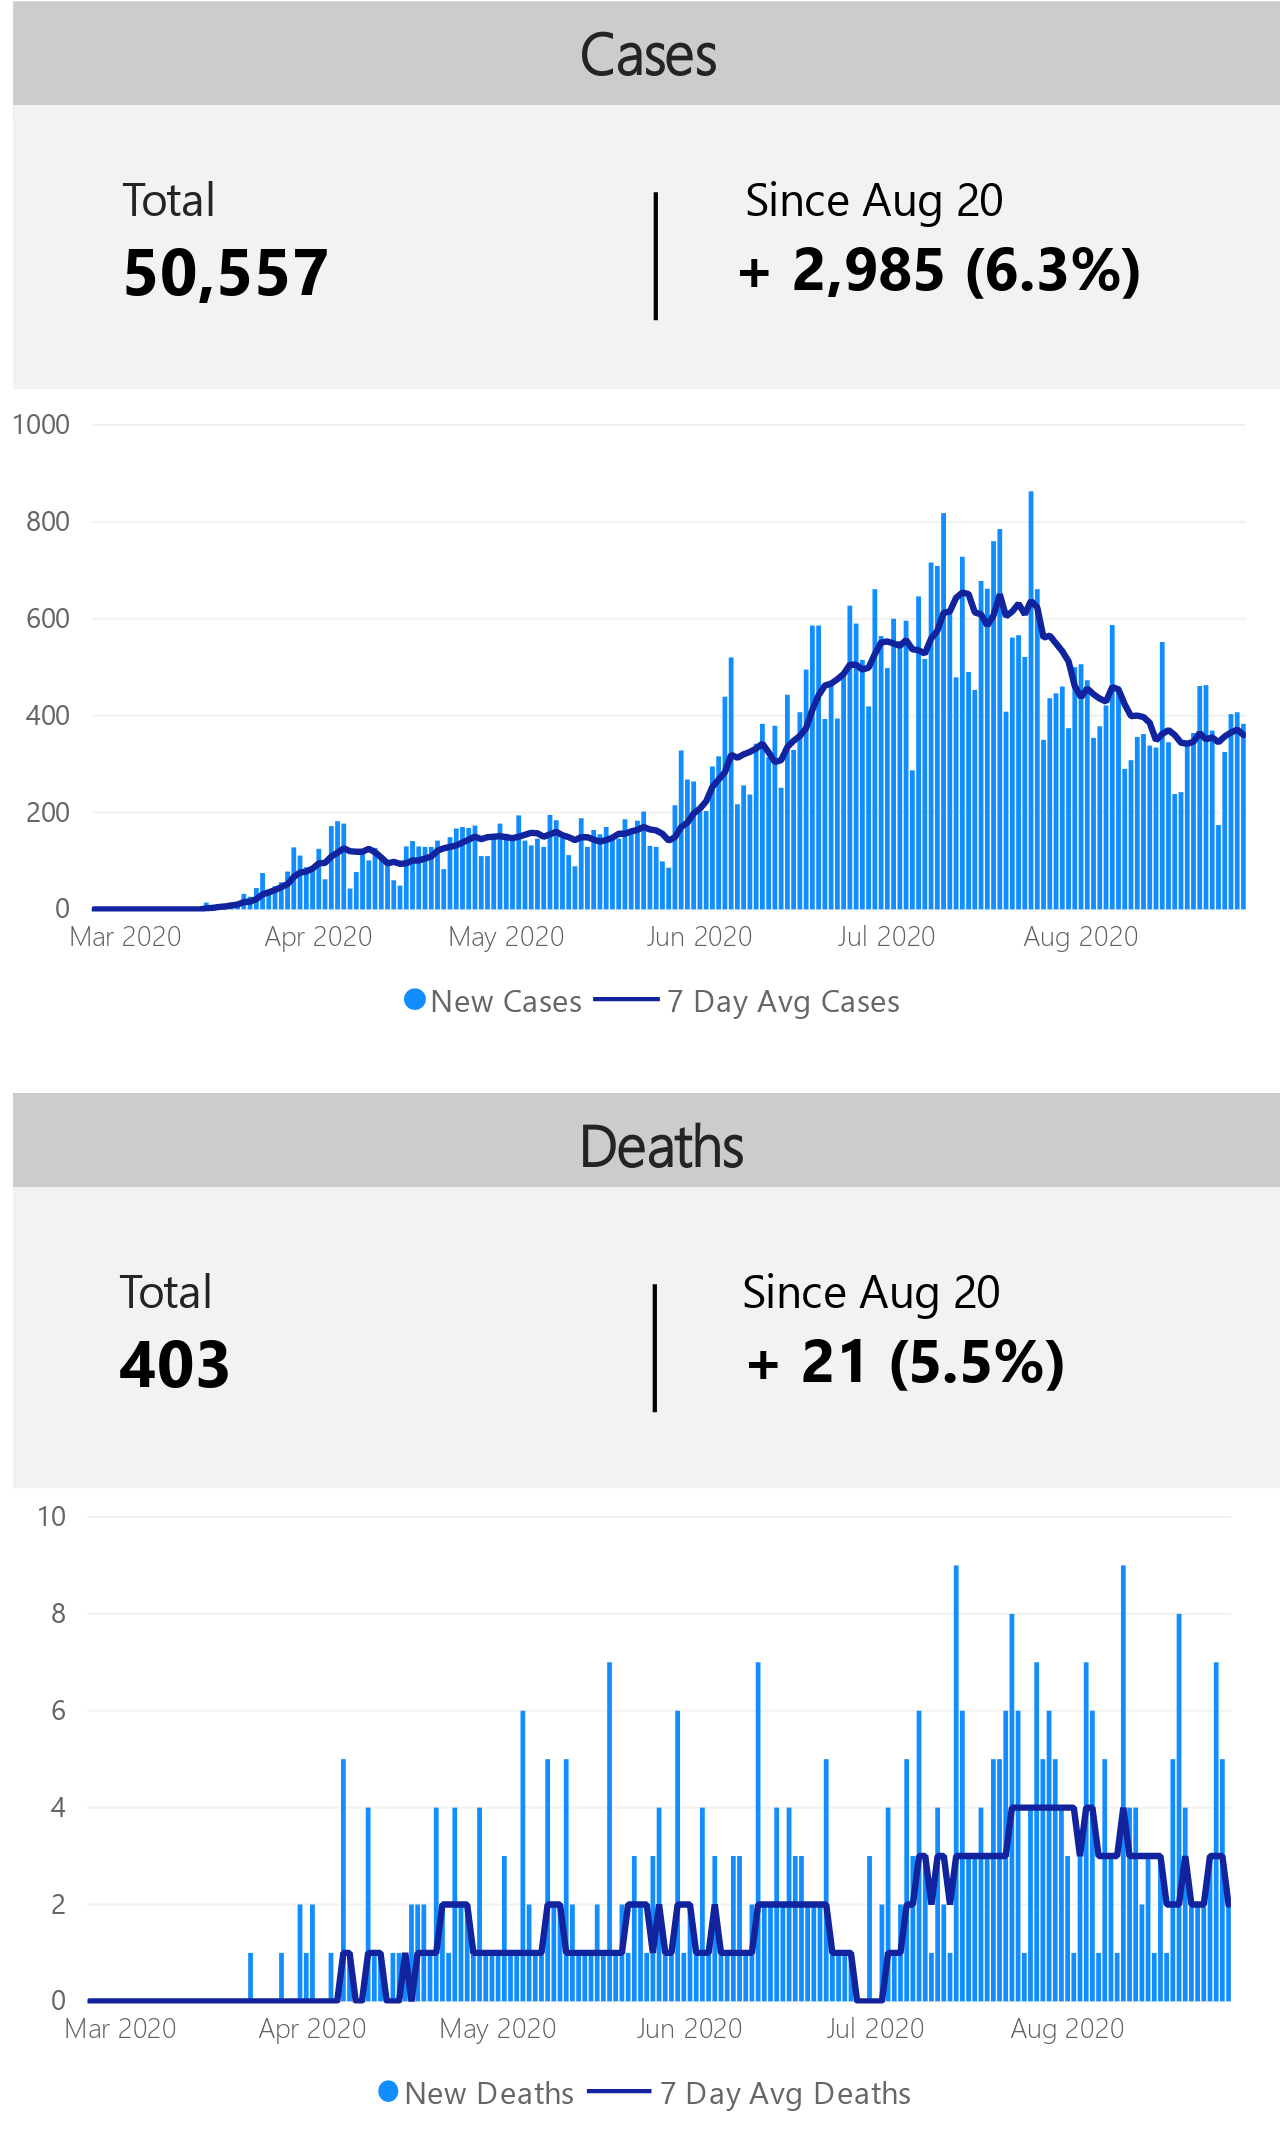 Cases
Total
Since Aug 20
50,557
+ 2,985 (6.3%)
1000
800
600
400
200
0
Mar 2020 Apr 2020 May 2020 Jun 2020 Jul 2020 Aug 2020
New Cases 7 Day Avg Cases
Deaths
Total
Since Aug 20
403
+ 21 (5.5%)
10
8
6
4
2
0
Mar 2020 Apr 2020 May 2020 Jun 2020 Jul 2020 Aug 2020
New Deaths 7 Day Avg Deaths